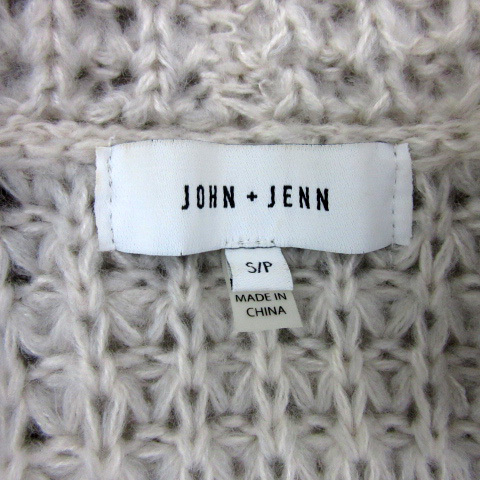 JOHN + JENN
S/P
MADE IN
CHINA